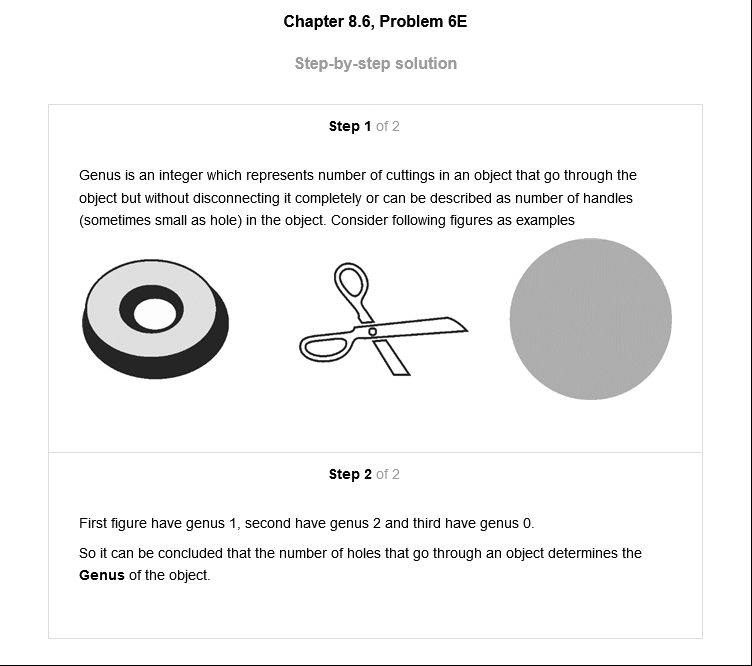 Chapter 8.6, Problem 6E
Step-by-step solution
Step 1 of 2
Genus is an integer which represents number of cuttings in an object that go through the
object but without disconnecting it completely or can be described as number of handles
(sometimes small as hole) in the object. Consider following figures as examples
Step 2 of 2
First figure have genus 1, second have genus 2 and third have genus 0.
So it can be concluded that the number of holes that go through an object determines the
Genus of the object.